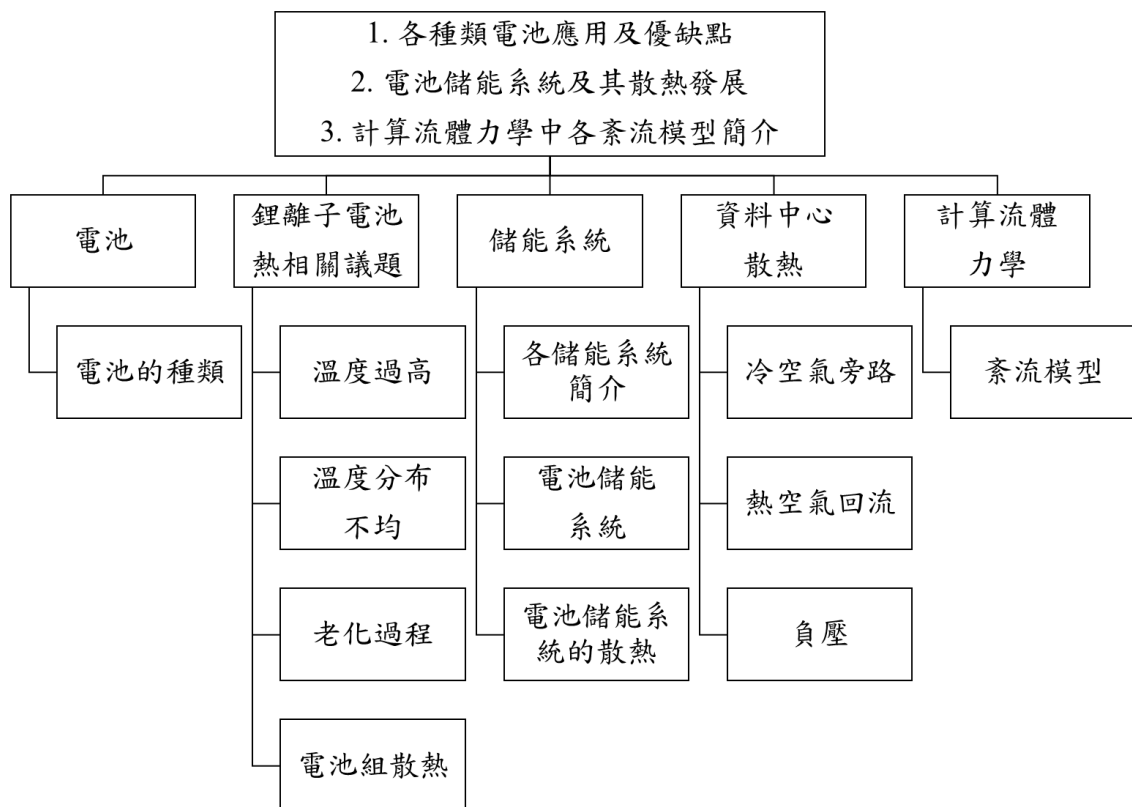 1. 各種類電池應用及優缺點
2. 電池儲能系統及其散熱發展
3. 計算流體力學中各紊流模型簡介
電池
電池的種類
鋰離子電池
熱相關議題
溫度過高
溫度分布
不均
老化過程
電池組散熱
儲能系統
各儲能系統
簡介
電池儲能
系統
電池儲能系
統的散熱
資料中心
散熱
冷空氣旁路
熱空氣回流
負壓
計算流體
力學
紊流模型